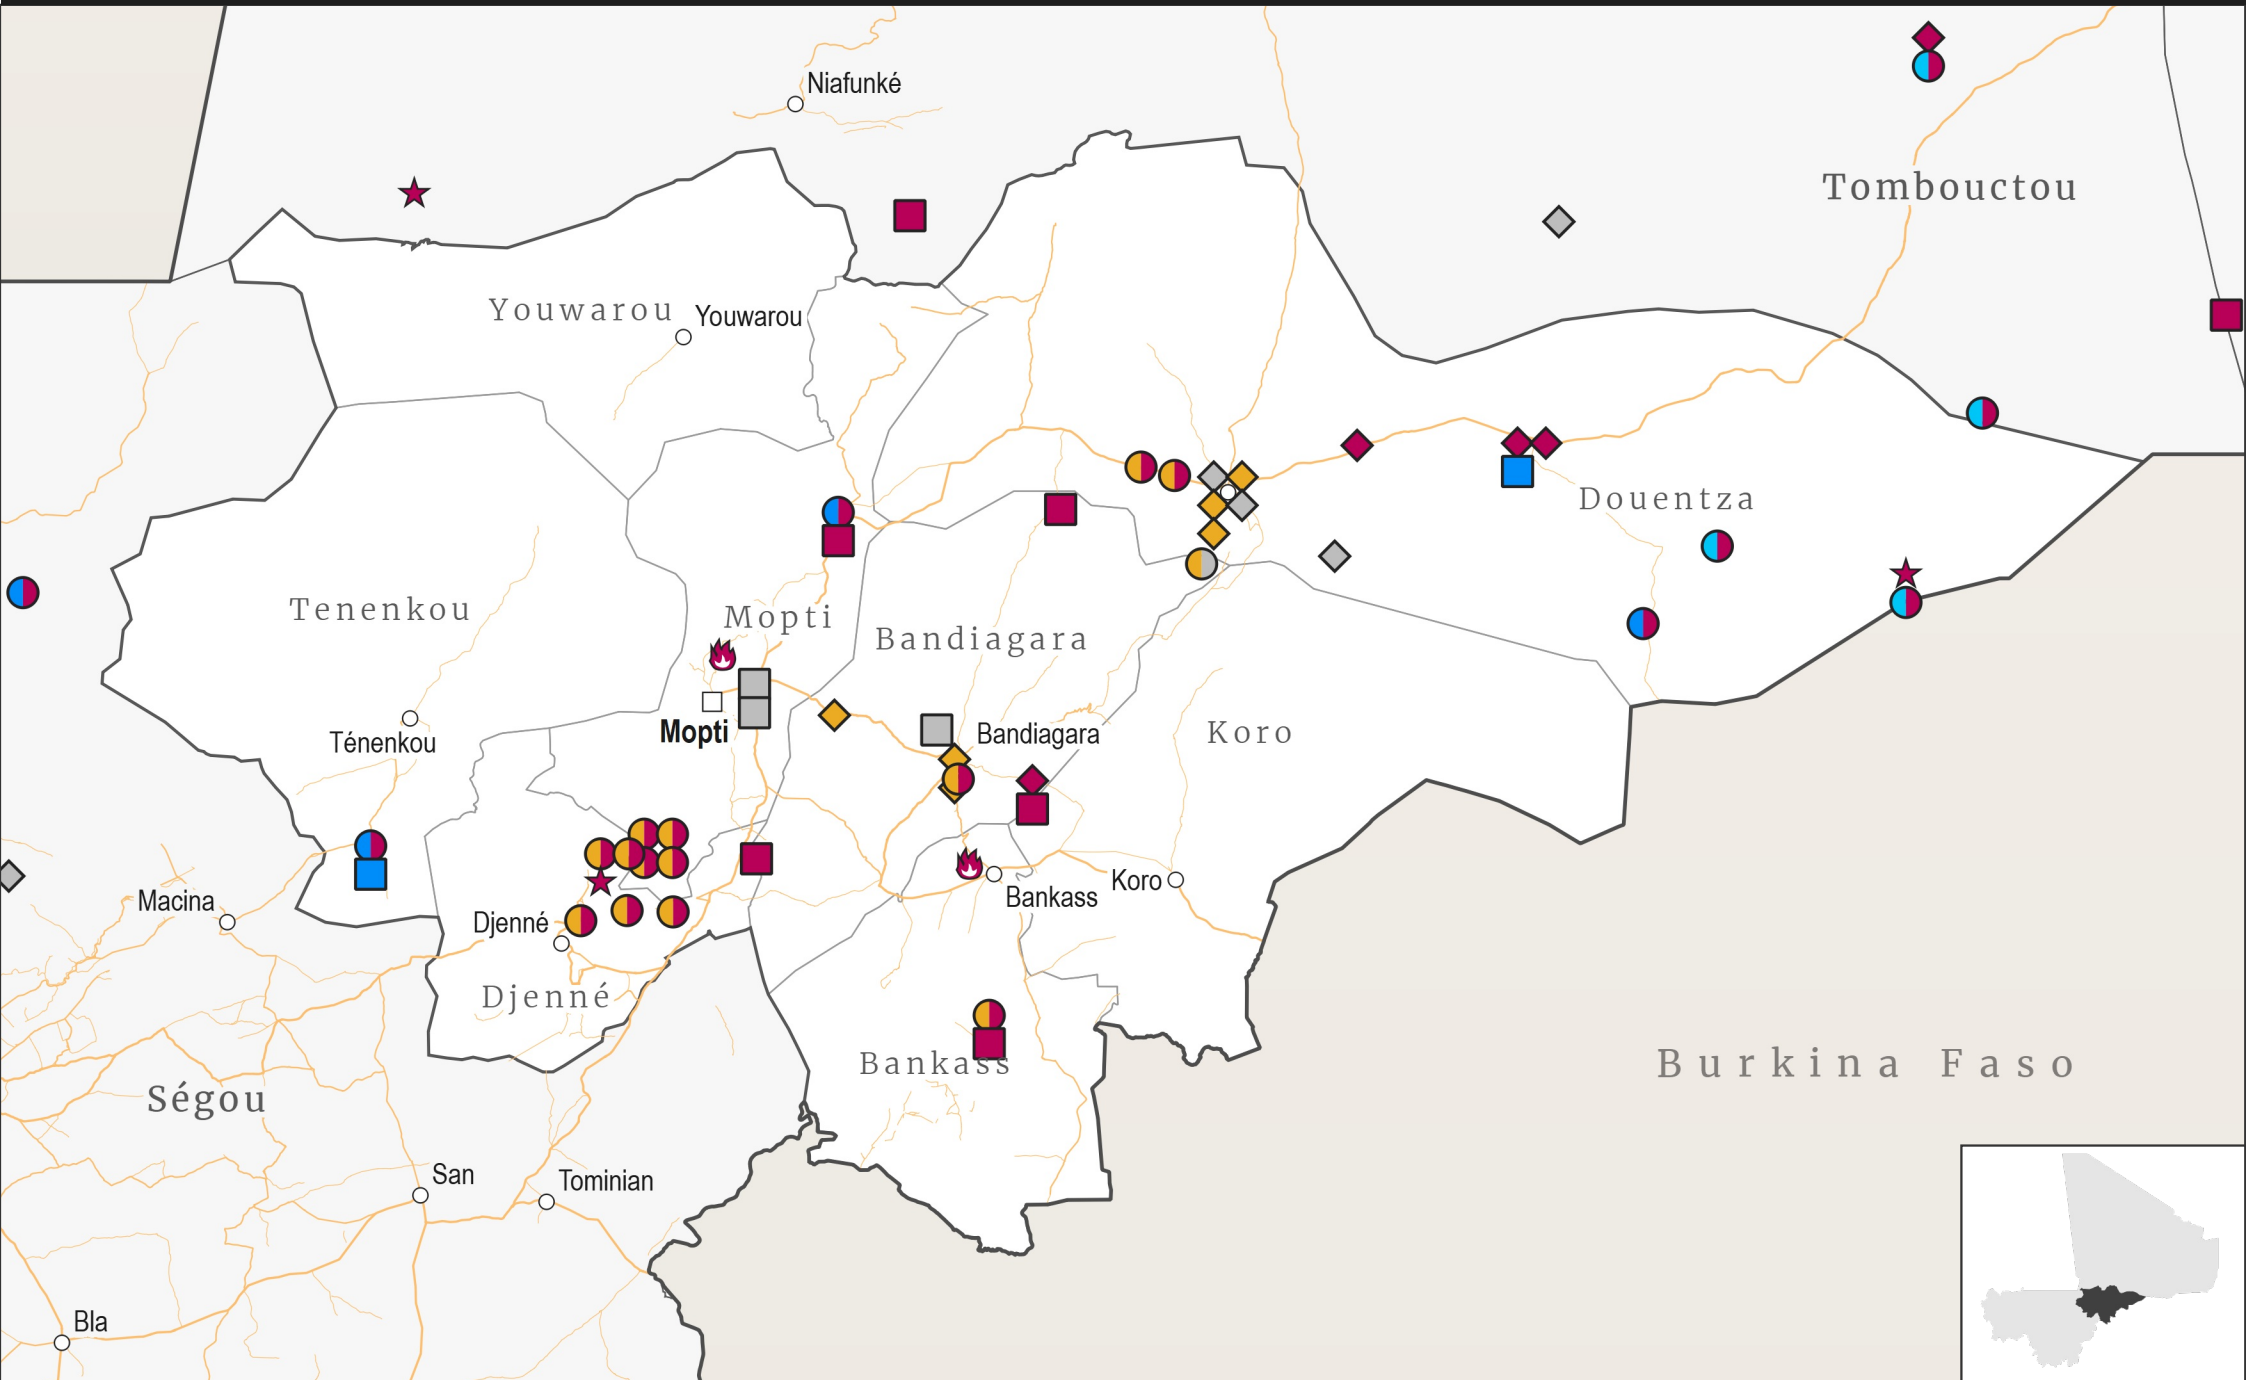 Niafunké
Tombouctou
Youwarou
Youwarou
Douentza
Tenenkou
Mopti
Bandiagara
Ténenkou
Mopti
Bandiagara
Koro
Macina
Djenné
Bankass
Koro
Djenné
Bankass
Burkina Faso
Ségou
San
Tominian
Bla